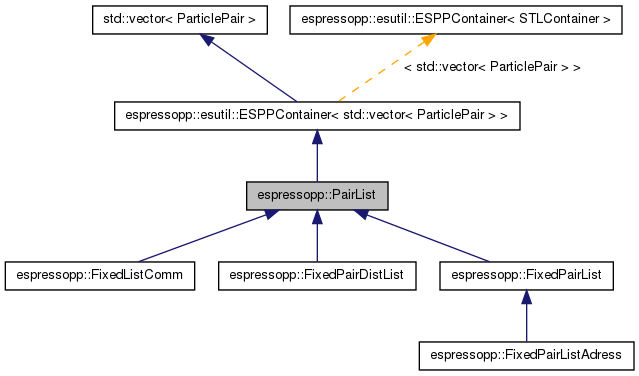 std::vector< ParticlePair >
espressopp::esutil::ESPPContainer< STLContainer >
< std::vector< ParticlePair > >
espressopp::esutil::ESPPContainer< std::vector< ParticlePair > >
espressopp::PairList
espressopp::FixedListComm
espressopp::FixedPairDistList
espressopp::FixedPairList
espressopp::FixedPairListAdress